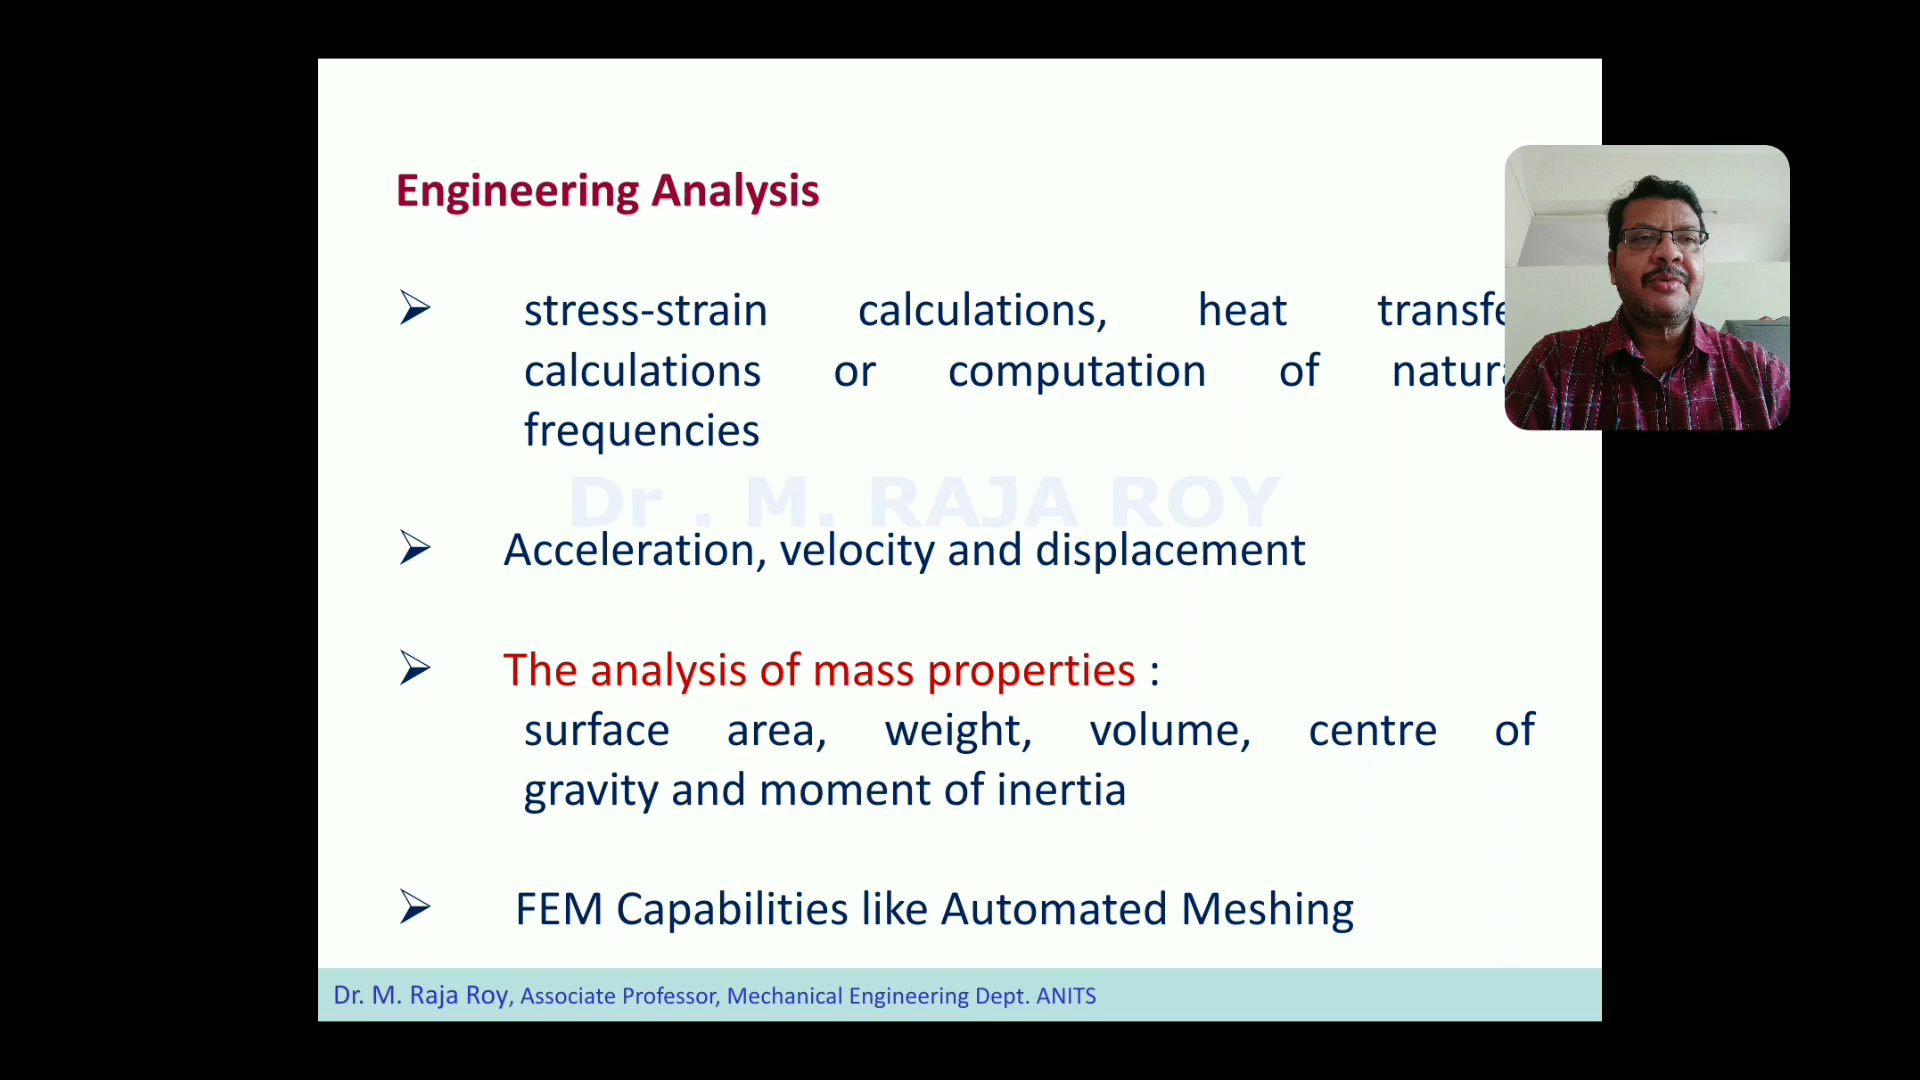 Engineering Analysis
➢ stress-strain calculations, heat
calculations or computation of
frequencies
Dr . M. RAJA ROY
➢ Acceleration, velocity and displacement
➢ The analysis of mass properties :
surface area, weight, volume, centre of
gravity and moment of inertia
➢ FEM Capabilities like Automated Meshing
Dr. M. Raja Roy, Associate Professor, Mechanical Engineering Dept. ANITS